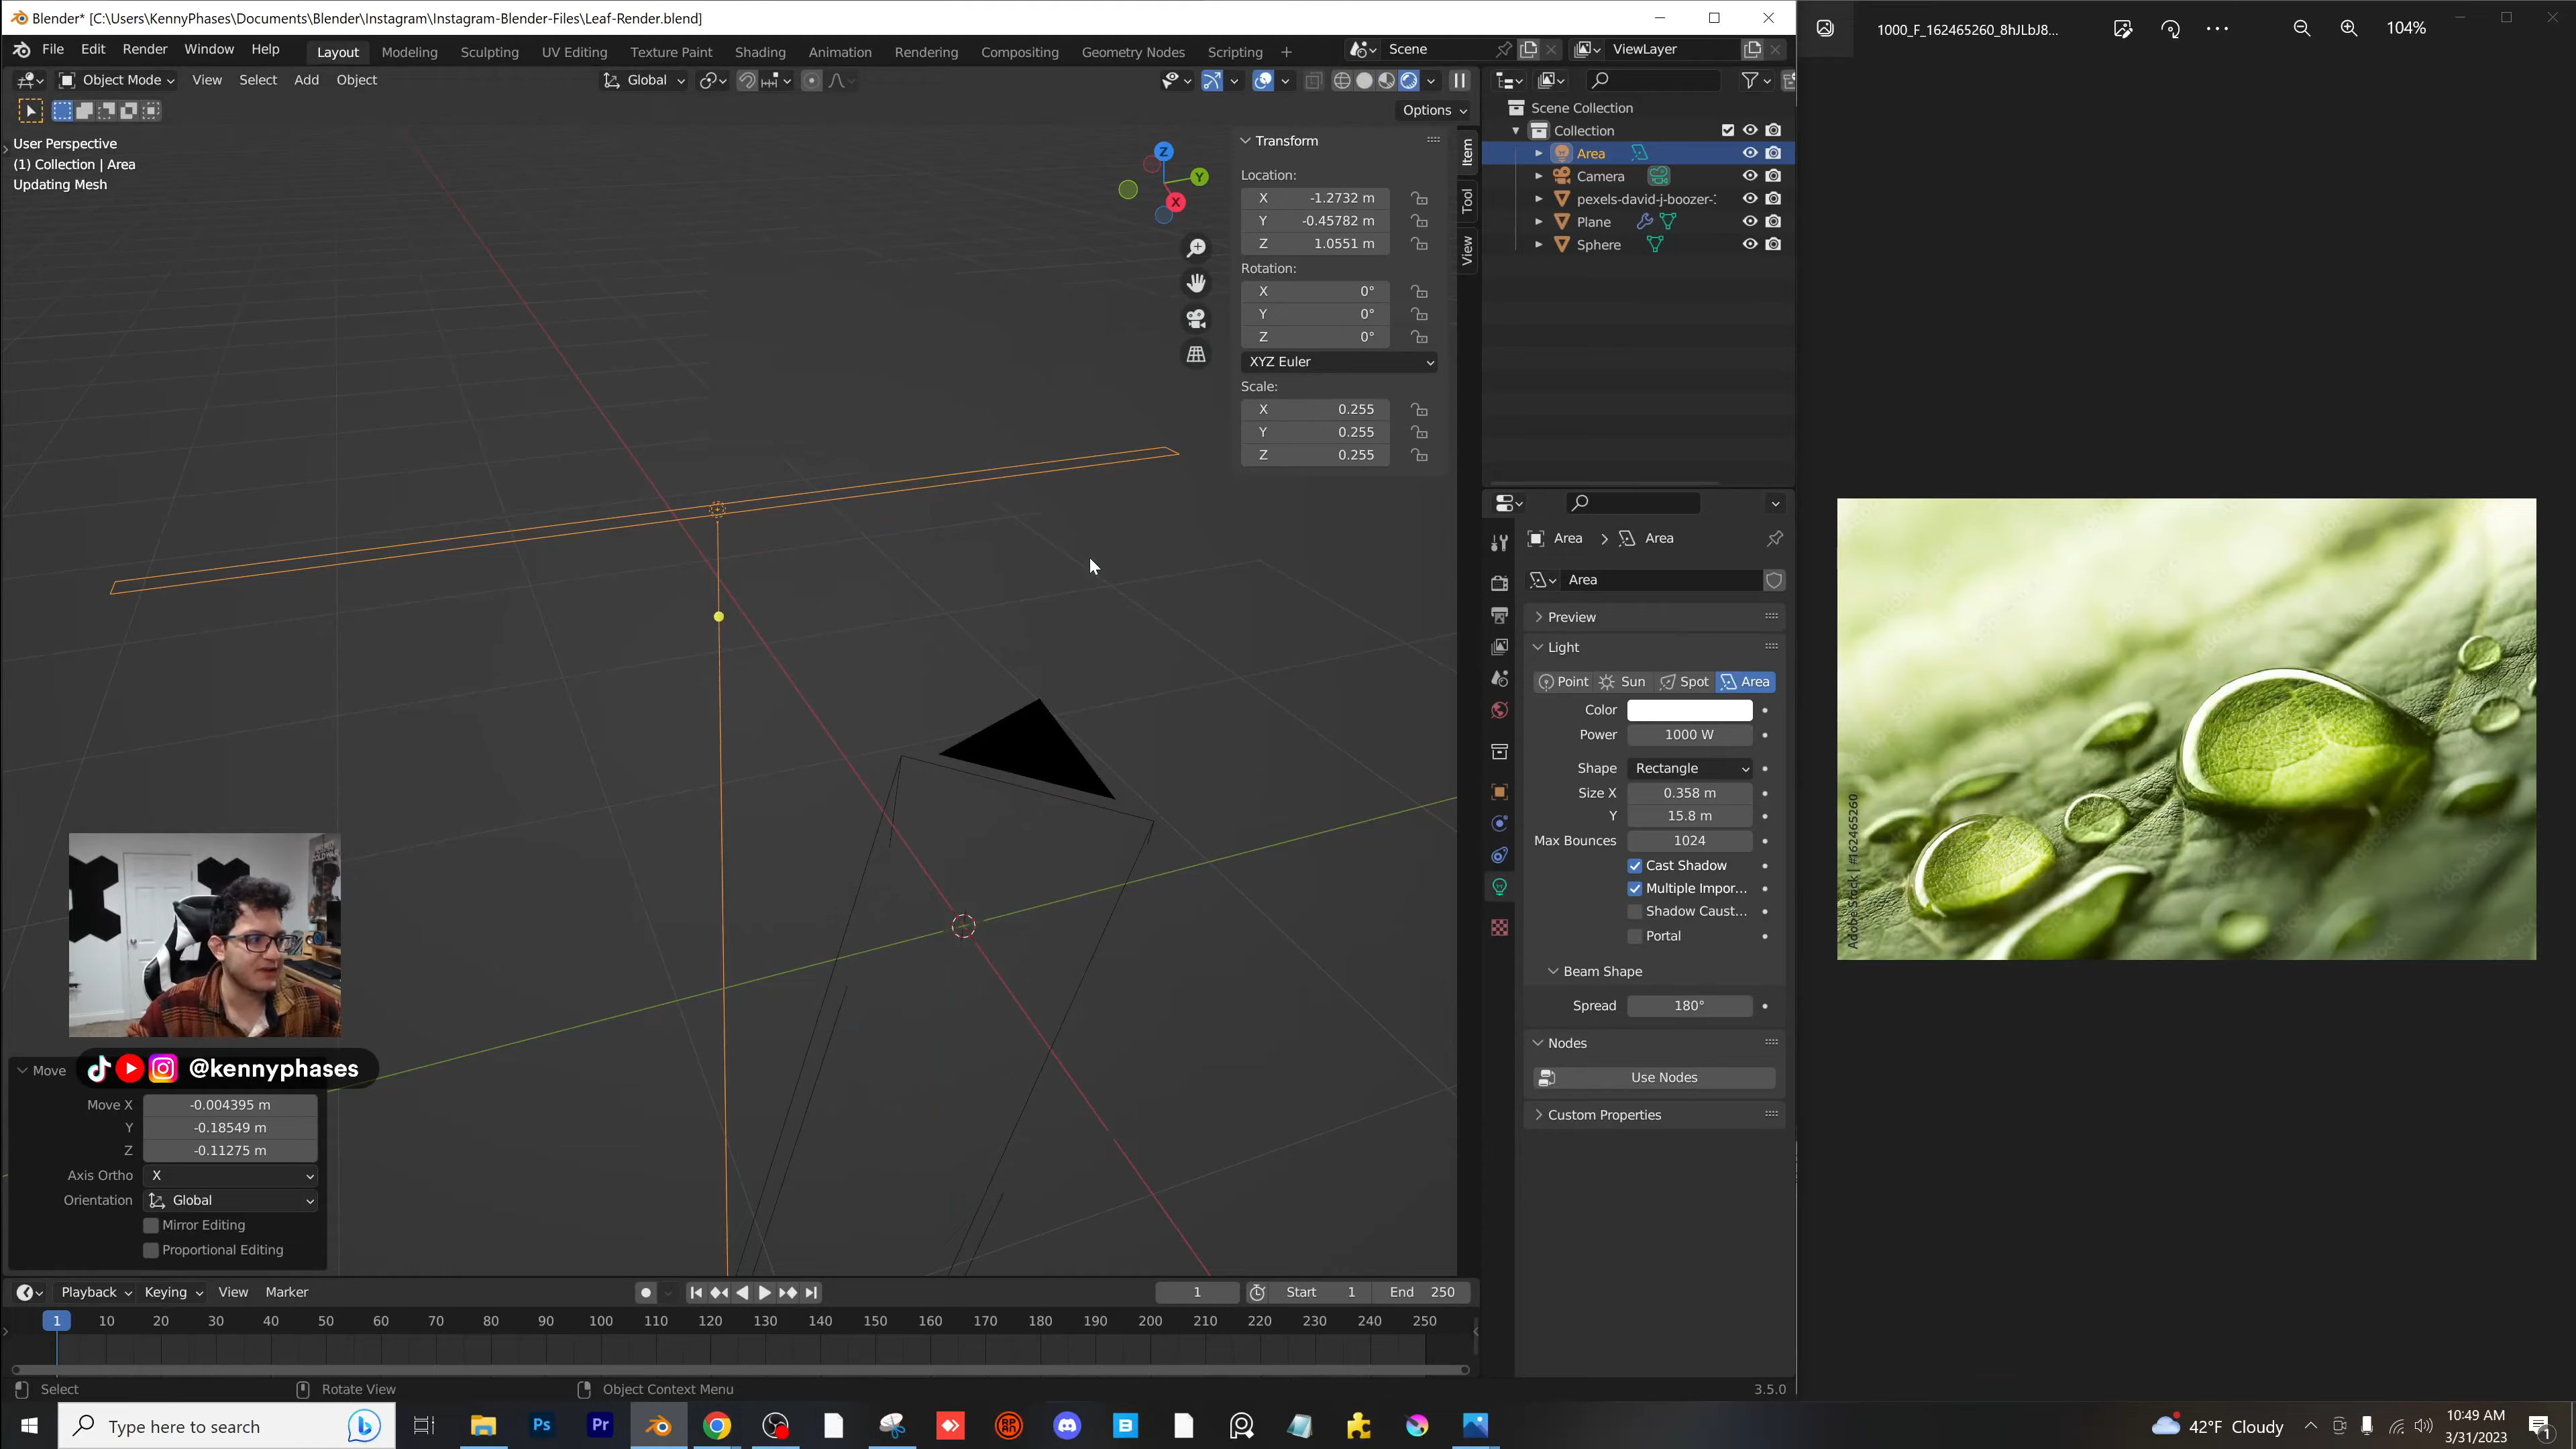 Blender* [C:\Users\KennyPhases\Documents\Blender\Instagram\Instagram-Blender-Files\Leaf-Render.blend]
File Edit Render Window Help Layout Modeling Sculpting UV Editing Texture Paint Shading Animation Rendering Compositing Geometry Nodes Scripting + Scene ViewLayer
Object Mode View Select Add Object Global
Options
User Perspective
(1) Collection | Area
Updating Mesh
Z
Y
X
Transform
Location:
X -1.2732 m
Y -0.45782 m
Z 1.0551 m
Rotation:
X 0°
Y 0°
Z 0°
XYZ Euler
Scale:
X 0.255
Y 0.255
Z 0.255
Item
Tool
View
Scene Collection
Collection
Area
Camera
pexels-david-j-boozer-:
Plane
Sphere
Area > Area
Area
Preview
Light
Point Sun Spot Area
Color
Power 1000 W
Shape Rectangle
Size X 0.358 m
Y 15.8 m
Max Bounces 1024
Cast Shadow
Multiple Impor...
Shadow Caust...
Portal
Beam Shape
Spread 180°
Nodes
Use Nodes
Custom Properties
@kennyphases
Move
Move X -0.004395 m
Y -0.18549 m
Z -0.11275 m
Axis Ortho X
Orientation Global
Mirror Editing
Proportional Editing
Playback Keying View Marker
1 Start 1 End 250
1 10 20 30 40 50 60 70 80 90 100 110 120 130 140 150 160 170 180 190 200 210 220 230 240 250
Select Rotate View Object Context Menu 3.5.0
1000_F_162465260_8hJLbJ8... 104%
Adobe Stock | #162465260
Type here to search
Ps
Pr
42°F Cloudy
10:49 AM
3/31/2023
1